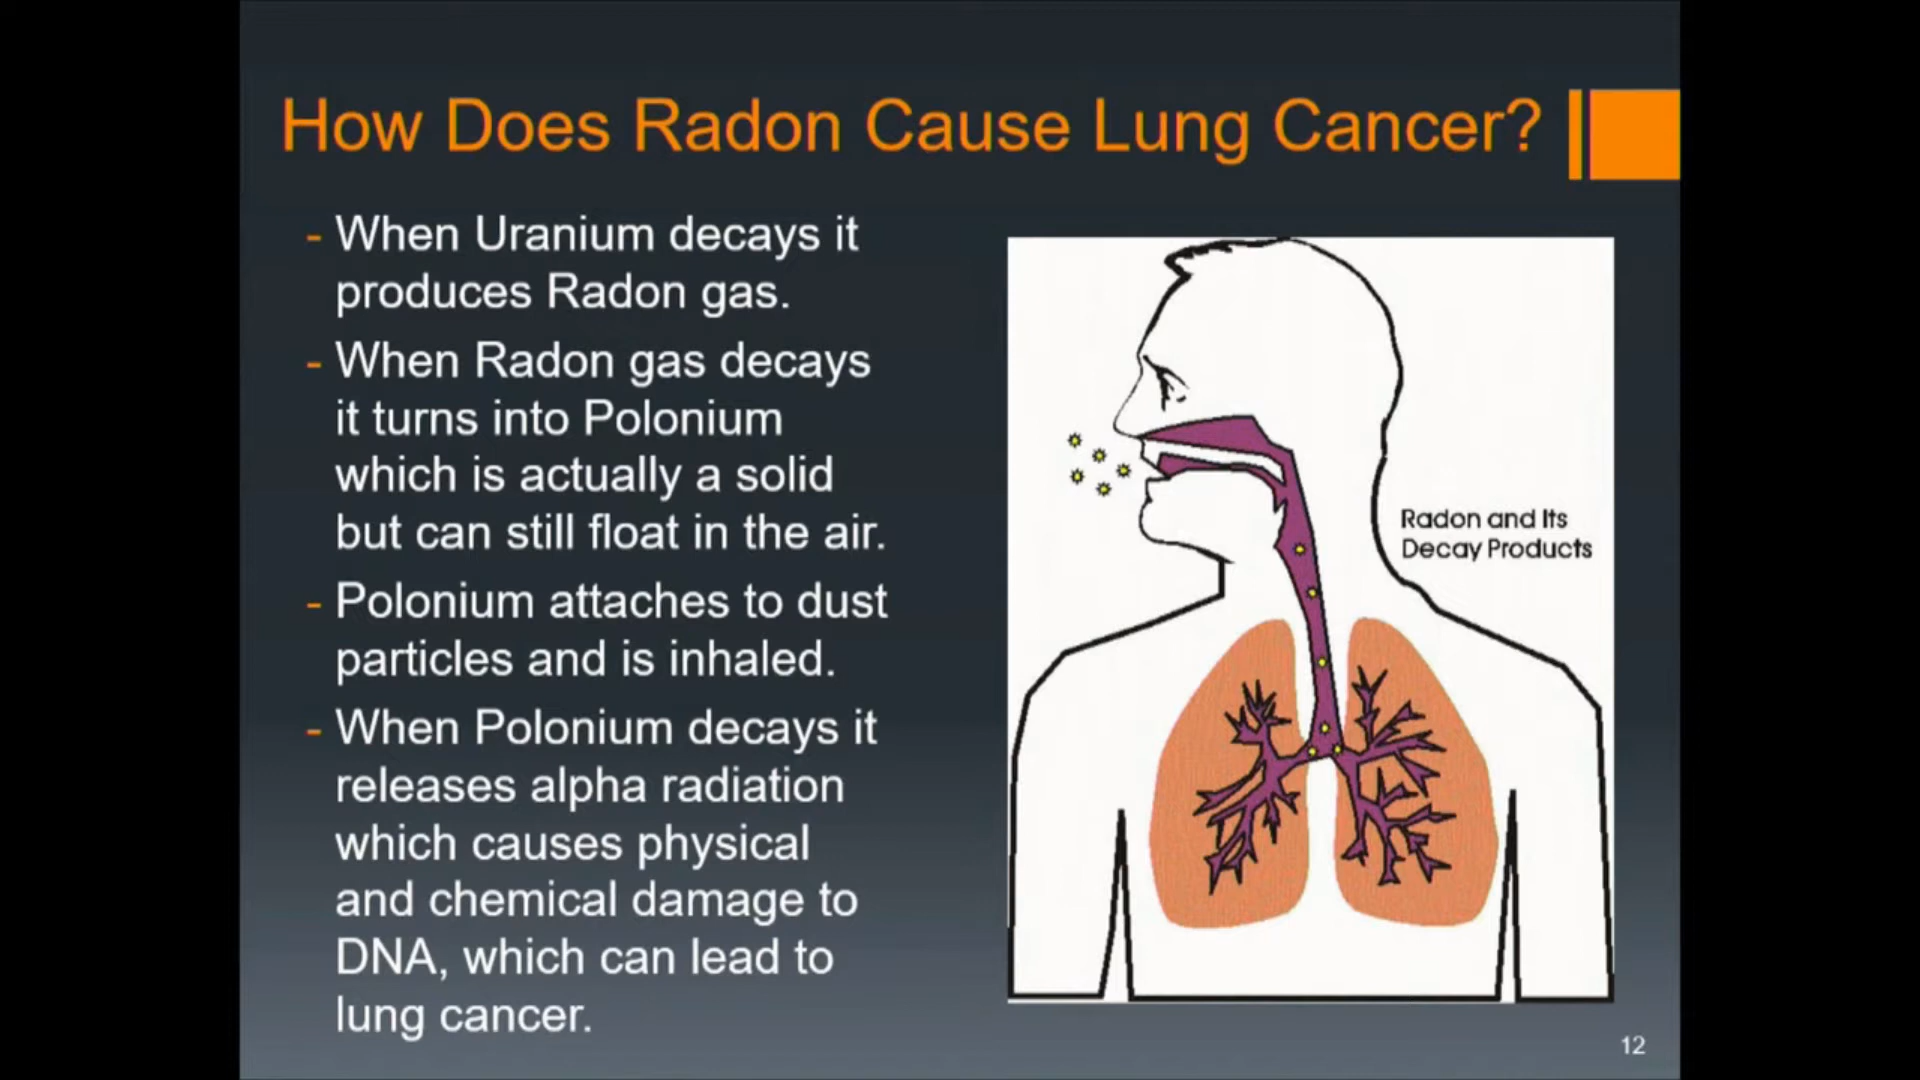 How Does Radon Cause Lung Cancer?
- When Uranium decays it
produces Radon gas.
- When Radon gas decays
it turns into Polonium
which is actually a solid
but can still float in the air.
- Polonium attaches to dust
particles and is inhaled.
- When Polonium decays it
releases alpha radiation
which causes physical
and chemical damage to
DNA, which can lead to
lung cancer.
Radon and Its
Decay Products
12